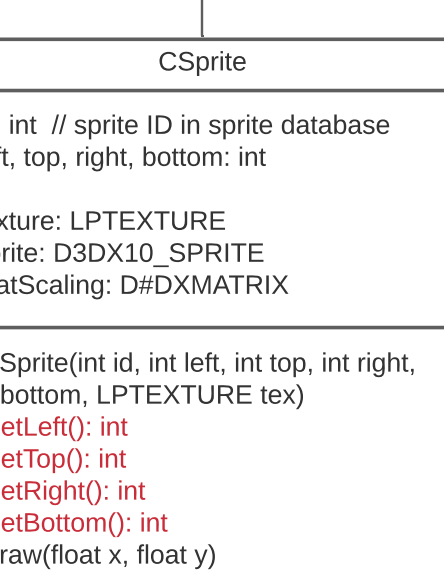 CSprite
int // sprite ID in sprite database
ft, top, right, bottom: int
xture: LPTEXTURE
rite: D3DX10_SPRITE
atScaling: D#DXMATRIX
Sprite(int id, int left, int top, int right,
bottom, LPTEXTURE tex)
etLeft(): int
etTop(): int
etRight(): int
etBottom(): int
raw(float x, float y)